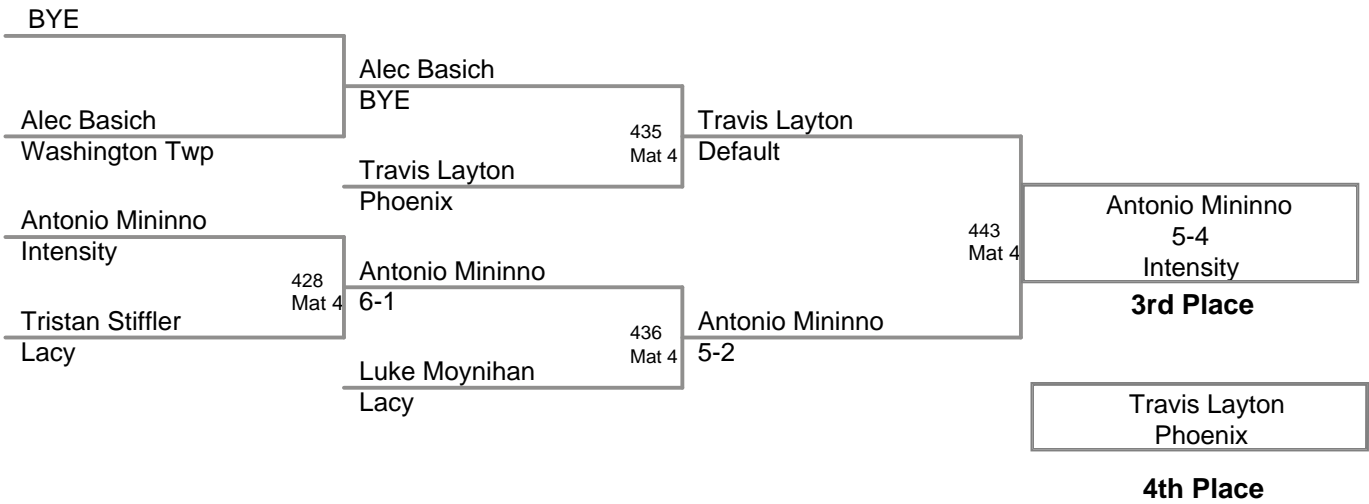 BYE
Alec Basich
Washington Twp
Antonio Mininno
Intensity
428
Mat 4
Tristan Stiffler
Lacy
Alec Basich
BYE
435
Mat 4
Travis Layton
Phoenix
Antonio Mininno
6-1
436
Mat 4
Luke Moynihan
Lacy
Travis Layton
Default
443
Mat 4
Antonio Mininno
5-2
Antonio Mininno
5-4
Intensity
3rd Place
Travis Layton
Phoenix
4th Place